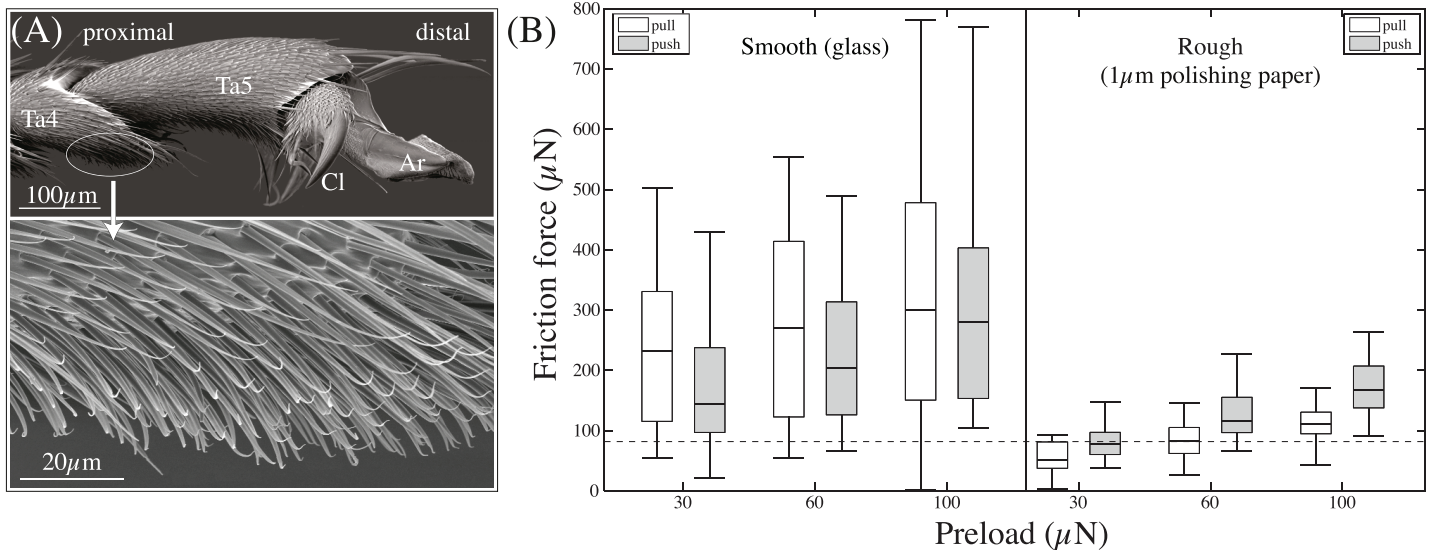 (A) proximal distal
Ta5
Ta4
Cl
Ar
100μm
20μm
(B)
pull
push
Smooth (glass)
Rough
(1μm polishing paper)
pull
push
Friction force (μN)
800
700
600
500
400
300
200
100
0
30 60 100 30 60 100
Preload (μN)